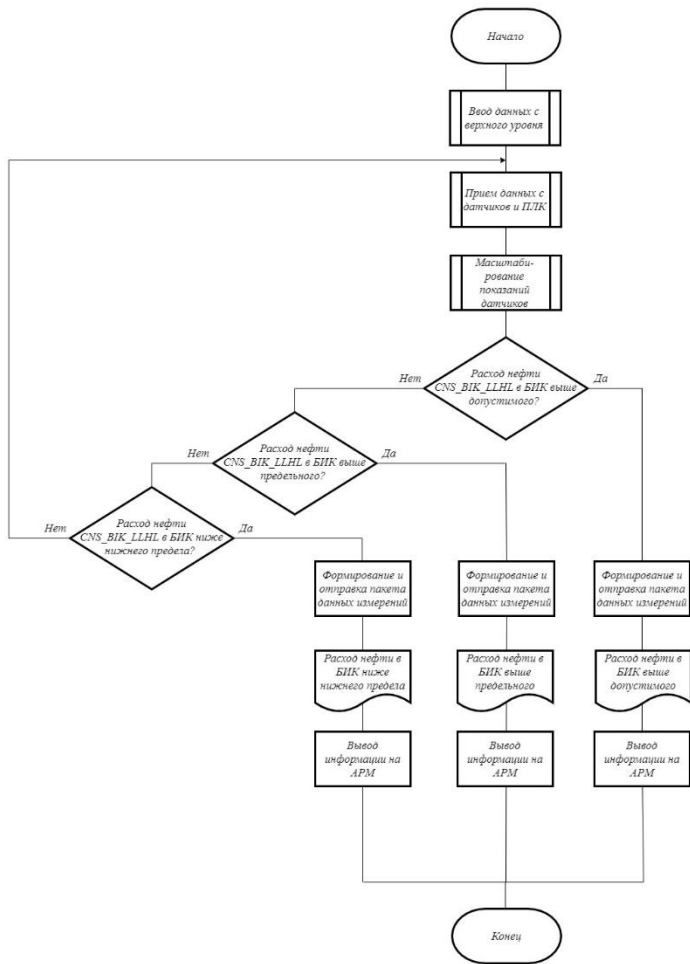 Начало
Ввод данных с
верхного уровня
Прием данных с
датчиков и ПЛК
Масштаби-
рование
показаний
датчиков
Расход нефти
CNS_BIK_LLHL в БИК выше
допустимого?
Нет
Да
Расход нефти
CNS_BIK_LLHL в БИК выше
предельного?
Нет
Да
Расход нефти
CNS_BIK_LLHL в БИК ниже
нижнего предела?
Нет
Да
Формирование и
отправка пакета
данных измерений
Формирование и
отправка пакета
данных измерений
Формирование и
отправка пакета
данных измерений
Расход нефти в
БИК ниже
нижнего предела
Расход нефти в
БИК выше
предельного
Расход нефти в
БИК выше
допустимого
Вывод
информации на
АРМ
Вывод
информации на
АРМ
Вывод
информации на
АРМ
Конец